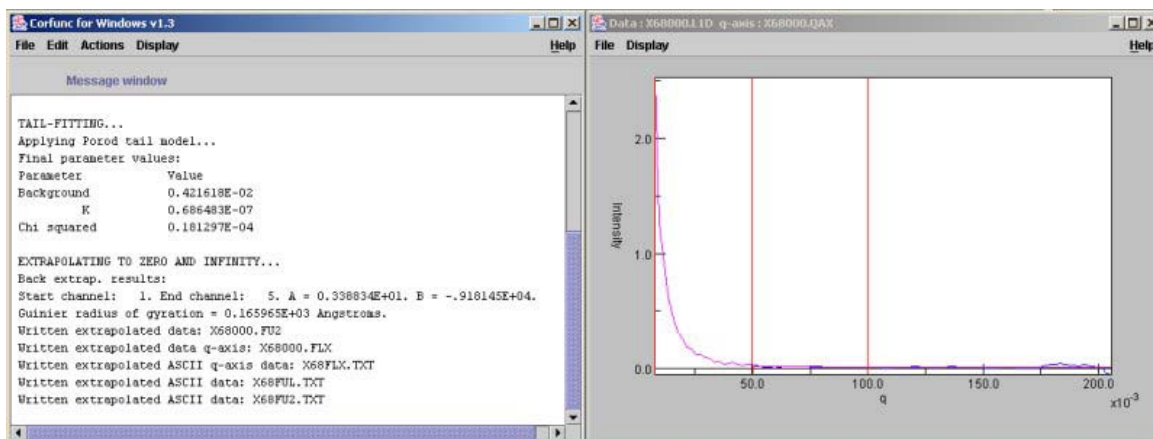 Corfunc for Windows v1.3
File Edit Actions Display Help
Message window
TAIL-FITTING...
Applying Porod tail model...
Final parameter values:
Parameter Value
Background 0.421618E-02
K 0.686483E-07
Chi squared 0.181297E-04
EXTRAPOLATING TO ZERO AND INFINITY...
Back extrap. results:
Start channel: 1. End channel: 5. A = 0.338834E+01. B = -.918145E+04.
Guinier radius of gyration = 0.165965E+03 Angstroms.
Written extrapolated data: X68000.FU2
Written extrapolated data q-axis: X68000.FLX
Written extrapolated ASCII q-axis data: X68FLX.TXT
Written extrapolated ASCII data: X68FUL.TXT
Written extrapolated ASCII data: X68FU2.TXT
Data : X68000.L1D q-axis : X68000.QAX
File Display Help
2.0
Intensity
1.0
0.0
50.0 100.0 150.0 200.0
q
x10-3